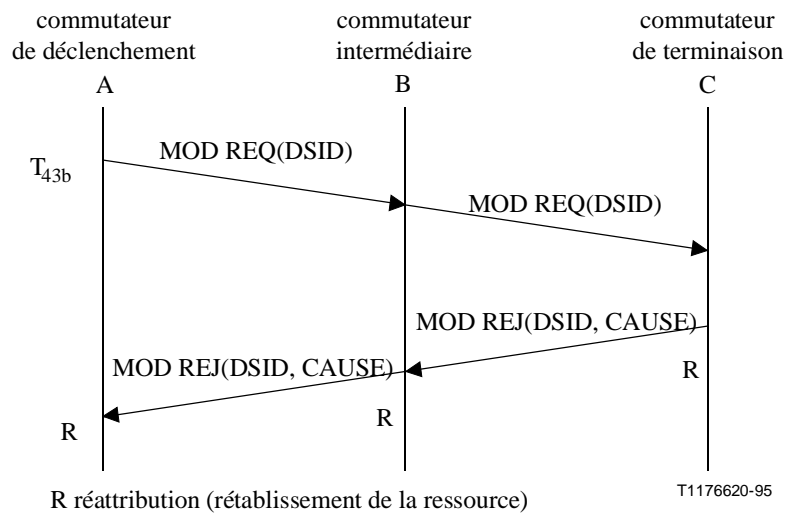 commutateur
de déclenchement
A
commutateur
intermédiaire
B
commutateur
de terminaison
C
T43b
MOD REQ(DSID)
MOD REQ(DSID)
MOD REJ(DSID, CAUSE)
MOD REJ(DSID, CAUSE)
R
R
R
R réattribution (rétablissement de la ressource)
T1176620-95